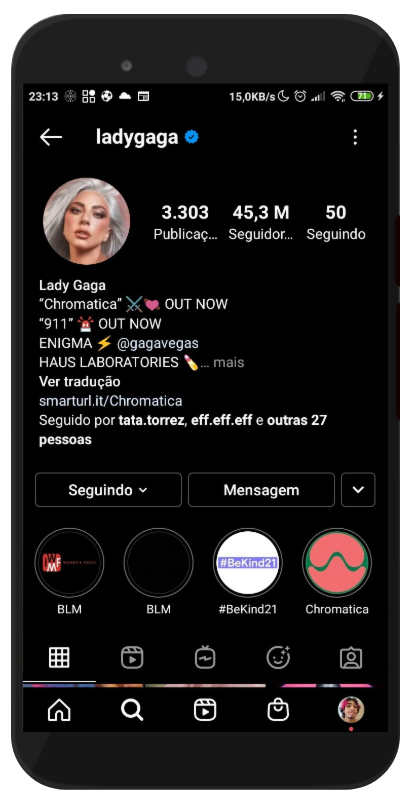 23:13 15,0KB/s 71
ladygaga
3.303 45,3 M 50
Publicaç... Seguidor... Seguindo
Lady Gaga
“Chromatica” ⚔️💘 OUT NOW
“911” 🚨 OUT NOW
ENIGMA ⚡ @gagavegas
HAUS LABORATORIES 💄... mais
Ver tradução
smarturl.it/Chromatica
Seguido por tata.torrez, eff.eff.eff e outras 27
pessoas
Seguindo Mensagem
#BeKind21
BLM BLM #BeKind21 Chromatica